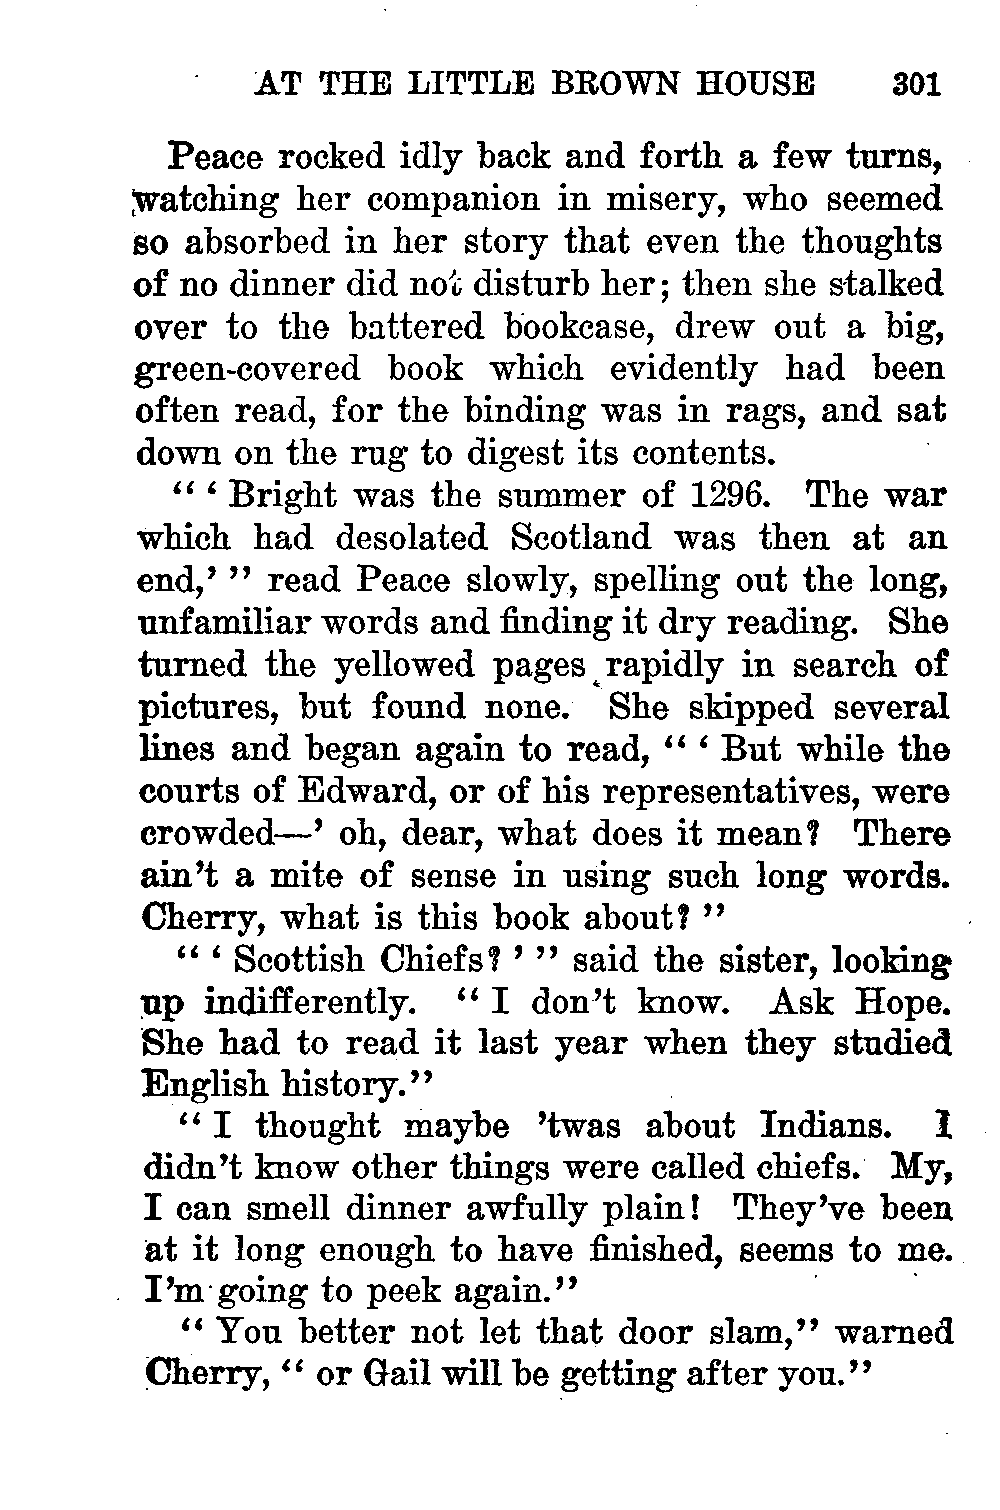 AT THE LITTLE BROWN HOUSE 301
Peace rocked idly back and forth a few turns,
watching her companion in misery, who seemed
so absorbed in her story that even the thoughts
of no dinner did not disturb her; then she stalked
over to the battered bookcase, drew out a big,
green-covered book which evidently had been
often read, for the binding was in rags, and sat
down on the rug to digest its contents.
“ ‘ Bright was the summer of 1296. The war
which had desolated Scotland was then at an
end,’ ” read Peace slowly, spelling out the long,
unfamiliar words and finding it dry reading. She
turned the yellowed pages rapidly in search of
pictures, but found none. She skipped several
lines and began again to read, “ ‘ But while the
courts of Edward, or of his representatives, were
crowded—’ oh, dear, what does it mean? There
ain’t a mite of sense in using such long words.
Cherry, what is this book about? ”
“ ‘ Scottish Chiefs? ’ ” said the sister, looking
up indifferently. “ I don’t know. Ask Hope.
She had to read it last year when they studied
English history.”
“ I thought maybe ’twas about Indians. I
didn’t know other things were called chiefs. My,
I can smell dinner awfully plain! They’ve been
at it long enough to have finished, seems to me.
I’m going to peek again.”
“ You better not let that door slam,” warned
Cherry, “ or Gail will be getting after you.”